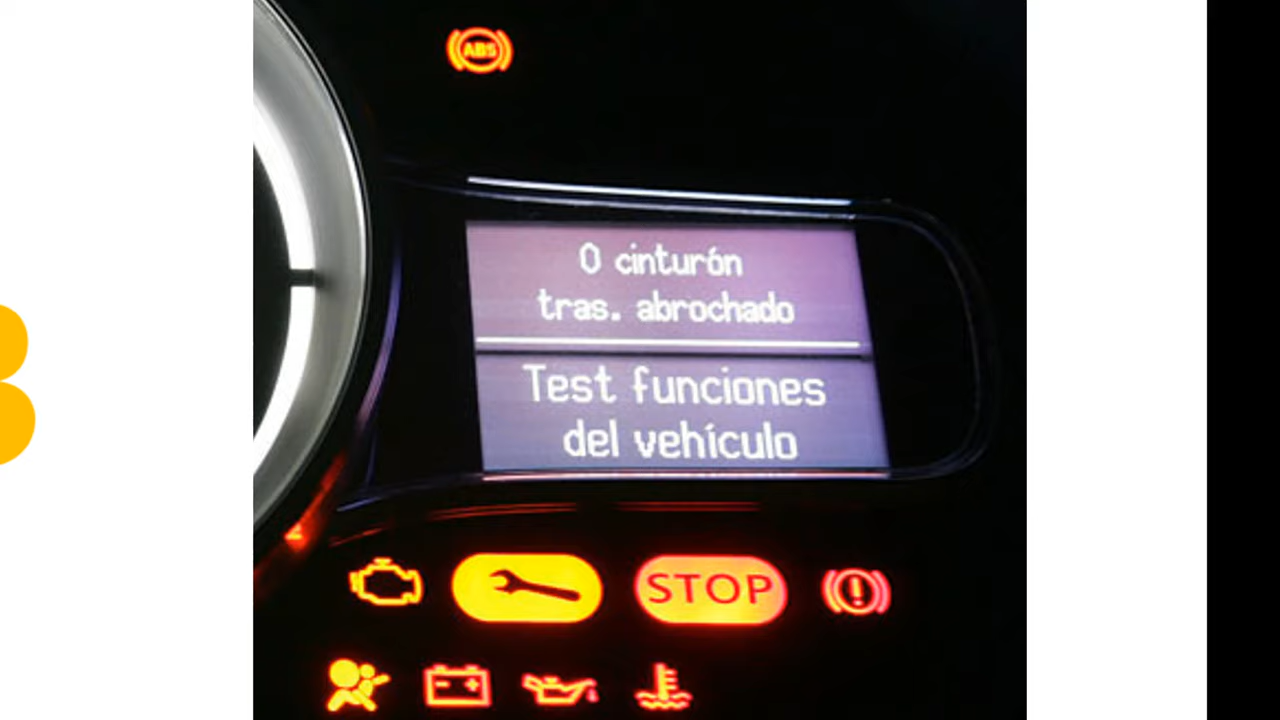 ABS
0 cinturón
tras. abrochado
Test funciones
del vehículo
STOP